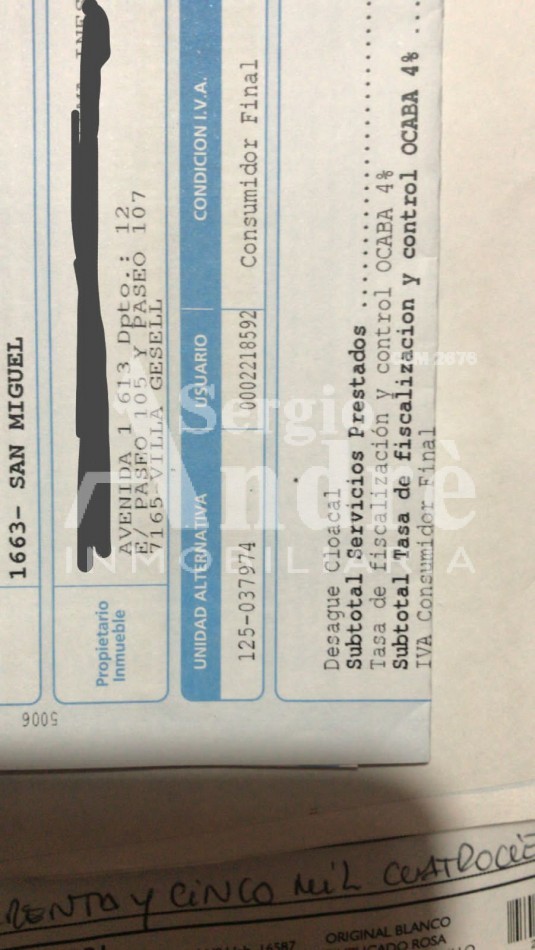 1663- SAN MIGUEL
Propietario
Inmueble
AVENIDA 1 613 Dpto.: 12
E/ PASEO 105 Y PASEO 107
7165-VILLA GESELL
UNIDAD ALTERNATIVA USUARIO CONDICION I.V.A.
125-037974 0002218592 Consumidor Final
Desague Cloacal
Subtotal Servicios Prestados
Tasa de fiscalización y control OCABA 4%
Subtotal Tasa de fiscalizacion y control OCABA 4%
IVA Consumidor Final
5006
Sergio
Andrè
INMOBILIARIA
RENTA Y CINCO MIL CUATROCIE
ORIGINAL BLANCO
ROSA
16587